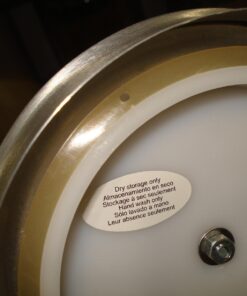 Dry storage only
Almacenamiento en seco
Stockage à sec seulement
Hand wash only
Sólo lavado à mano
Leur absence seulement